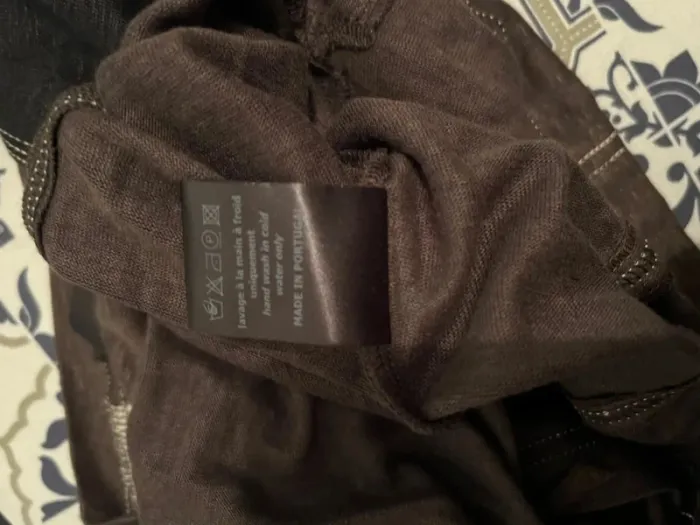 lavage à la main à froid
uniquement
hand wash in cold
water only
MADE IN PORTUGAL